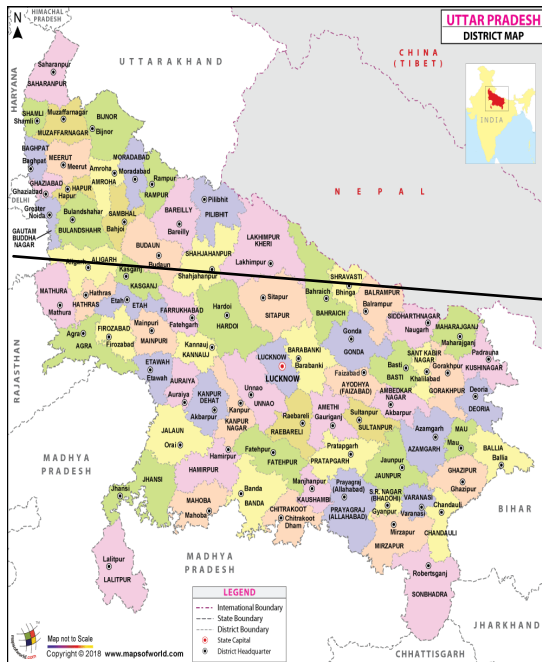 HIMACHAL
PRADESH
N
UTTAR PRADESH
DISTRICT MAP
CHINA
(TIBET)
UTTARAKHAND
INDIA
HARYANA
NEPAL
DELHI
RAJASTHAN
MADHYA
PRADESH
MADHYA
PRADESH
BIHAR
JHARKHAND
CHHATTISGARH
Saharanpur
SAHARANPUR
SHAMLI
Shamli
Muzaffarnagar
MUZAFFARNAGAR
BIJNOR
Bijnor
BAGHPAT
Baghpat
MEERUT
Meerut
MORADABAD
Moradabad
Amroha
AMROHA
Rampur
RAMPUR
GHAZIABAD
Ghaziabad
HAPUR
Hapur
Greater
Noida
GAUTAM
BUDDHA
NAGAR
Bulandshahar
BULANDSHAHR
SAMBHAL
Bahjoi
BAREILLY
Bareilly
Pilibhit
PILIBHIT
LAKHIMPUR
KHERI
Lakhimpur
BUDAUN
Budaun
SHAHJAHANPUR
Shahjahanpur
ALIGARH
Aligarh
Kasganj
KASGANJ
MATHURA
Mathura
Hathras
HATHRAS
Etah
ETAH
FARRUKHABAD
Fatehgarh
Hardoi
HARDOI
Sitapur
SITAPUR
Bahraich
BAHRAICH
SHRAVASTI
Bhinga
BALRAMPUR
Balrampur
SIDDHARTHNAGAR
Naugarh
MAHARAJGANJ
Maharajganj
Agra
AGRA
FIROZABAD
Firozabad
Mainpuri
MAINPURI
Kannauj
KANNAUJ
LUCKNOW
LUCKNOW
BARABANKI
Barabanki
Gonda
GONDA
Basti
BASTI
SANT KABIR
NAGAR
Khalilabad
Gorakhpur
GORAKHPUR
Padrauna
KUSHINAGAR
Deoria
DEORIA
ETAWAH
Etawah
AURAIYA
Auraiya
KANPUR
DEHAT
Akbarpur
Kanpur
KANPUR
NAGAR
Unnao
UNNAO
Faizabad
AYODHYA
(FAIZABAD)
AMBEDKAR
NAGAR
Akbarpur
Raebareli
RAEBARELI
AMETHI
Gauriganj
Sultanpur
SULTANPUR
Azamgarh
AZAMGARH
MAU
Mau
BALLIA
Ballia
JALAUN
Orai
Hamirpur
HAMIRPUR
Fatehpur
FATEHPUR
Pratapgarh
PRATAPGARH
Jaunpur
JAUNPUR
GHAZIPUR
Ghazipur
JHANSI
Jhansi
MAHOBA
Mahoba
Banda
BANDA
CHITRAKOOT
Chitrakoot
Dham
Manjhanpur
KAUSHAMBI
Prayagraj
(Allahabad)
PRAYAGRAJ
(ALLAHABAD)
S.R. NAGAR
(BHADOHI)
Gyanpur
VARANASI
Varanasi
Chandauli
CHANDAULI
Mirzapur
MIRZAPUR
Robertsganj
SONBHADRA
Lalitpur
LALITPUR
LEGEND
International Boundary
State Boundary
District Boundary
State Capital
District Headquarter
Map not to Scale
Copyright © 2018 www.mapsofworld.com